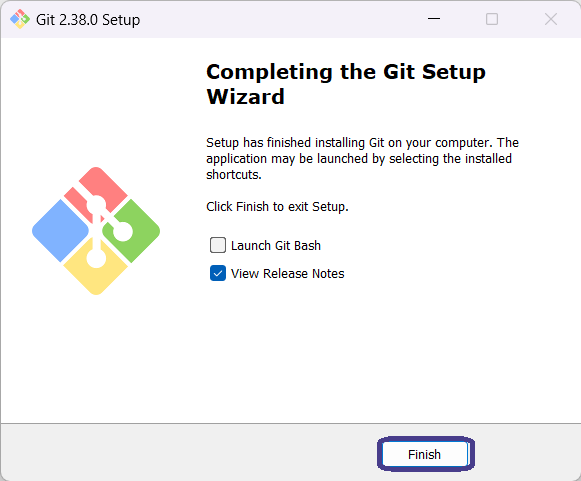 Git 2.38.0 Setup
Completing the Git Setup
Wizard
Setup has finished installing Git on your computer. The
application may be launched by selecting the installed
shortcuts.
Click Finish to exit Setup.
Launch Git Bash
View Release Notes
Finish